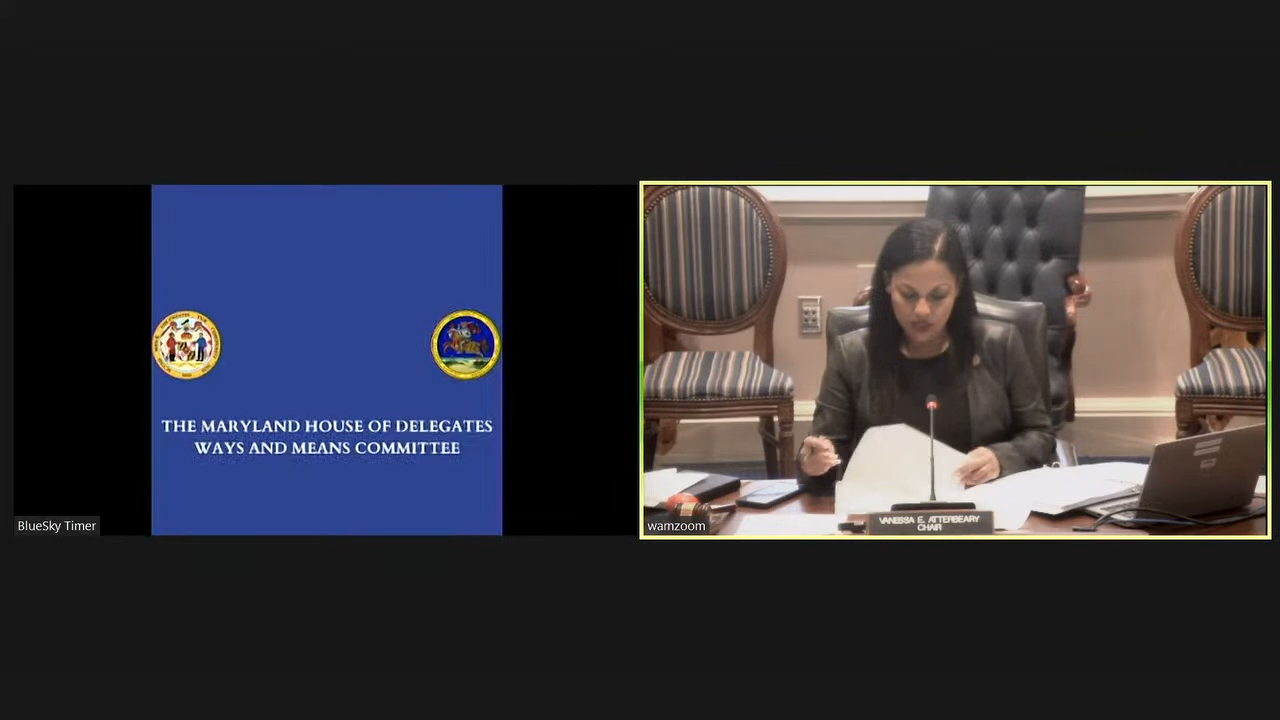 THE MARYLAND HOUSE OF DELEGATES
WAYS AND MEANS COMMITTEE
BlueSky Timer
wamzoom
VANESSA E. ATTERBEARY
CHAIR